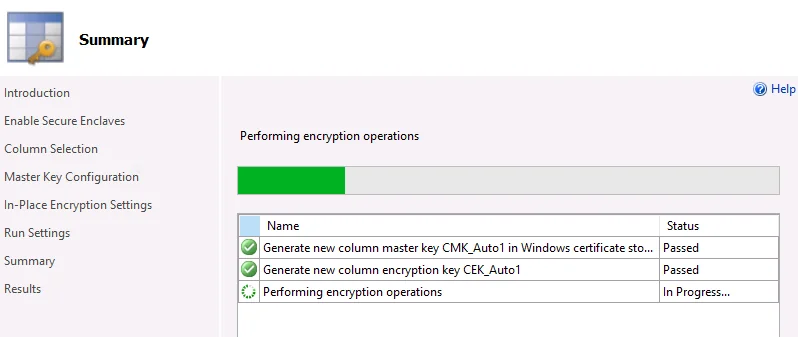 Summary
Introduction
Enable Secure Enclaves
Column Selection
Master Key Configuration
In-Place Encryption Settings
Run Settings
Summary
Results
Help
Performing encryption operations
Name Status
Generate new column master key CMK_Auto1 in Windows certificate sto... Passed
Generate new column encryption key CEK_Auto1 Passed
Performing encryption operations In Progress...